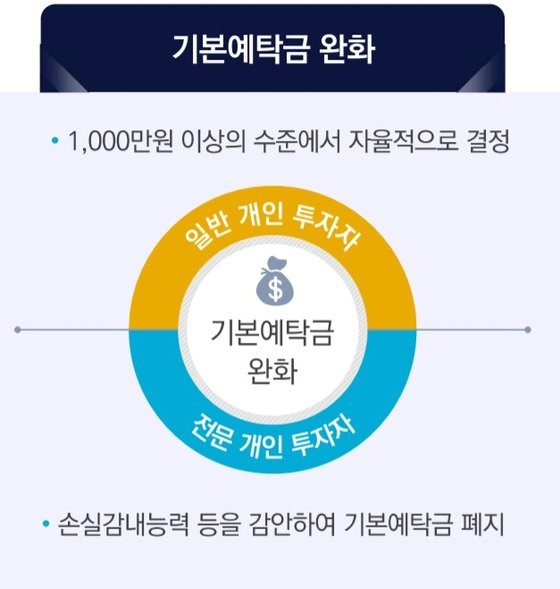 기본예탁금 완화
• 1,000만원 이상의 수준에서 자율적으로 결정
일반 개인 투자자
$
기본예탁금
완화
전문 개인 투자자
• 손실감내능력 등을 감안하여 기본예탁금 폐지